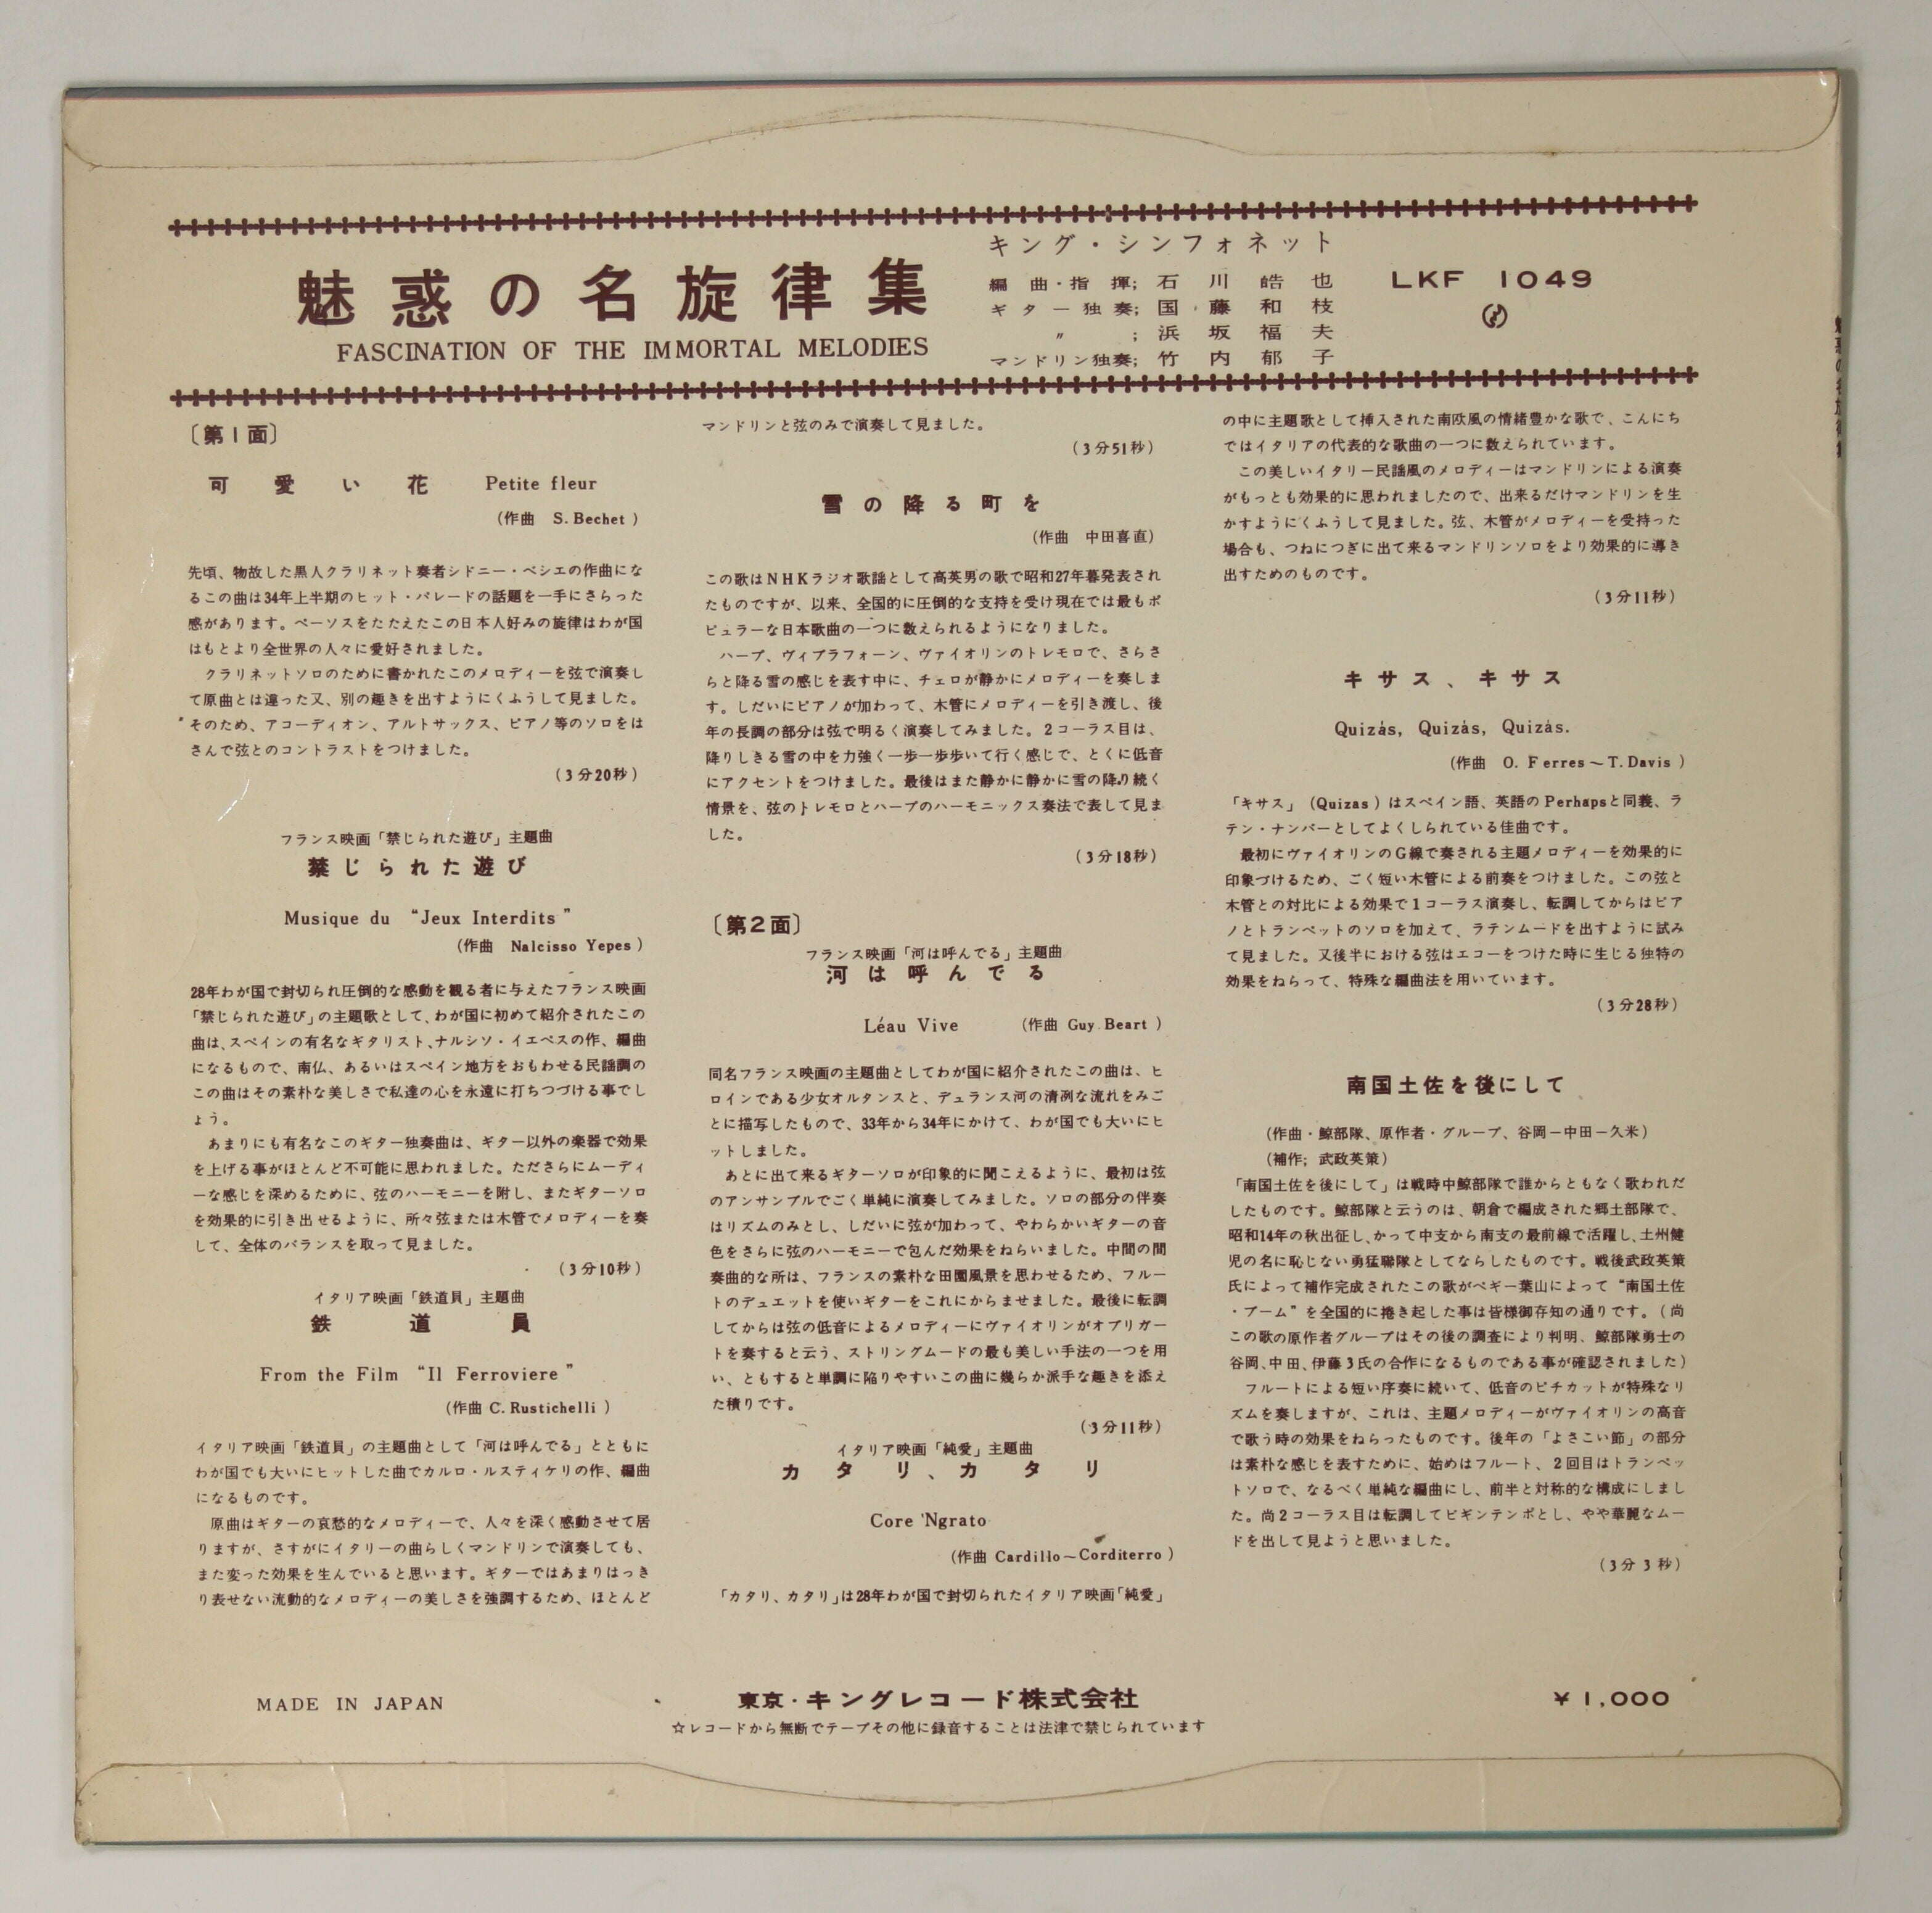 魅惑の名旋律集
FASCINATION OF THE IMMORTAL MELODIES
キング・シンフォネット
編曲・指揮; 石川皓也
ギター独奏; 国藤和枝
〃 ; 浜坂福夫
マンドリン独奏; 竹内郁子
LKF 1049
〔第1面〕
可愛い花 Petite fleur
(作曲 S. Bechet )
先頃、物故した黒人クラリネット奏者シドニー・ベシエの作曲にな
るこの曲は34年上半期のヒット・パレードの話題を一手にさらった
感があります。ペーソスをたたえたこの日本人好みの旋律はわが国
はもとより全世界の人々に愛好されました。
クラリネットソロのために書かれたこのメロディーを弦で演奏し
て原曲とは違った又、別の趣きを出すようにくふうして見ました。
そのため、アコーディオン、アルトサックス、ピアノ等のソロをは
さんで弦とのコントラストをつけました。
(3分20秒)
フランス映画「禁じられた遊び」主題曲
禁じられた遊び
Musique du “Jeux Interdits”
(作曲 Nalcisso Yepes )
28年わが国で封切られ圧倒的な感動を観る者に与えたフランス映画
「禁じられた遊び」の主題歌として、わが国に初めて紹介されたこの
曲は、スペインの有名なギタリスト、ナルシソ・イエペスの作、編曲
になるもので、南仏、あるいはスペイン地方をおもわせる民謡調の
この曲はその素朴な美しさで私達の心を永遠に打ちつづける事でし
ょう。
あまりにも有名なこのギター独奏曲は、ギター以外の楽器で効果
を上げる事がほとんど不可能に思われました。たださらにムーディ
ーな感じを深めるために、弦のハーモニーを附し、またギターソロ
を効果的に引き出せるように、所々弦または木管でメロディーを奏
して、全体のバランスを取って見ました。
(3分10秒)
イタリア映画「鉄道員」主題曲
鉄道員
From the Film “Il Ferroviere”
(作曲 C. Rustichelli )
イタリア映画「鉄道員」の主題曲として「河は呼んでる」とともに
わが国でも大いにヒットした曲でカルロ・ルスティケリの作、編曲
になるものです。
原曲はギターの哀愁的なメロディーで、人々を深く感動させて居
りますが、さすがにイタリーの曲らしくマンドリンで演奏しても、
また変った効果を生んでいると思います。ギターではあまりはっき
り表せない流動的なメロディーの美しさを強調するため、ほとんど
マンドリンと弦のみで演奏して見ました。
(3分51秒)
雪の降る町を
(作曲 中田喜直)
この歌はNHKラジオ歌謡として高英男の歌で昭和27年暮発表され
たものですが、以来、全国的に圧倒的な支持を受け現在では最もポ
ピュラーな日本歌曲の一つに数えられるようになりました。
ハープ、ヴィブラフォーン、ヴァイオリンのトレモロで、さらさ
らと降る雪の感じを表す中に、チェロが静かにメロディーを奏しま
す。しだいにピアノが加わって、木管にメロディーを引き渡し、後
年の長調の部分は弦で明るく演奏してみました。2コーラス目は、
降りしきる雪の中を力強く一歩一歩歩いて行く感じで、とくに低音
にアクセントをつけました。最後はまた静かに静かに雪の降り続く
情景を、弦のトレモロとハープのハーモニックス奏法で表して見ま
した。
(3分18秒)
〔第2面〕
フランス映画「河は呼んでる」主題曲
河は呼んでる
Léau Vive (作曲 Guy Beart )
同名フランス映画の主題曲としてわが国に紹介されたこの曲は、ヒ
ロインである少女オルタンスと、デュランス河の清冽な流れをみご
とに描写したもので、33年から34年にかけて、わが国でも大いにヒ
ットしました。
あとに出て来るギターソロが印象的に聞こえるように、最初は弦
のアンサンブルでごく単純に演奏してみました。ソロの部分の伴奏
はリズムのみとし、しだいに弦が加わって、やわらかいギターの音
色をさらに弦のハーモニーで包んだ効果をねらいました。中間の間
奏曲的な所は、フランスの素朴な田園風景を思わせるため、フルー
トのデュエットを使いギターをこれにからませました。最後に転調
してからは弦の低音によるメロディーにヴァイオリンがオブリガー
トを奏すると云う、ストリングムードの最も美しい手法の一つを用
い、ともすると単調に陥りやすいこの曲に幾らか派手な趣きを添え
た積りです。
(3分11秒)
イタリア映画「純愛」主題曲
カタリ、カタリ
Core 'Ngrato
(作曲 Cardillo〜Corditerro )
「カタリ、カタリ」は28年わが国で封切られたイタリア映画「純愛」
の中に主題歌として挿入された南欧風の情緒豊かな歌で、こんにち
ではイタリアの代表的な歌曲の一つに数えられています。
この美しいイタリー民謡風のメロディーはマンドリンによる演奏
がもっとも効果的に思われましたので、出来るだけマンドリンを生
かすようにくふうして見ました。弦、木管がメロディーを受持った
場合も、つねにつぎに出て来るマンドリンソロをより効果的に導き
出すためのものです。
(3分11秒)
キサス、キサス
Quizás, Quizás, Quizás.
(作曲 O. Ferres〜T. Davis )
「キサス」(Quizas) はスペイン語、英語のPerhapsと同義、ラ
テン・ナンバーとしてよくしられている佳曲です。
最初にヴァイオリンのG線で奏される主題メロディーを効果的に
印象づけるため、ごく短い木管による前奏をつけました。この弦と
木管との対比による効果で1コーラス演奏し、転調してからはピア
ノとトランペットのソロを加えて、ラテンムードを出すように試み
て見ました。又後半における弦はエコーをつけた時に生じる独特の
効果をねらって、特殊な編曲法を用いています。
(3分28秒)
南国土佐を後にして
(作曲・鯨部隊、原作者・グループ、谷岡－中田－久米)
(補作; 武政英策)
「南国土佐を後にして」は戦時中鯨部隊で誰からともなく歌われだ
したものです。鯨部隊と云うのは、朝倉で編成された郷土部隊で、
昭和14年の秋出征し、かって中支から南支の最前線で活躍し、土州健
児の名に恥じない勇猛聯隊としてならしたものです。戦後武政英策
氏によって補作完成されたこの歌がペギー葉山によって “南国土佐
・ブーム” を全国的に捲き起した事は皆様御存知の通りです。(尚
この歌の原作者グループはその後の調査により判明、鯨部隊勇士の
谷岡、中田、伊藤3氏の合作になるものである事が確認されました)
フルートによる短い序奏に続いて、低音のピチカットが特殊なリ
ズムを奏しますが、これは、主題メロディーがヴァイオリンの高音
で歌う時の効果をねらったものです。後年の「よさこい節」の部分
は素朴な感じを表すために、始めはフルート、2回目はトランペッ
トソロで、なるべく単純な編曲にし、前半と対称的な構成にしまし
た。尚2コーラス目は転調してビギンテンポとし、やや華麗なムー
ドを出して見ようと思いました。
(3分3秒)
MADE IN JAPAN
東京・キングレコード株式会社
☆レコードから無断でテープその他に録音することは法律で禁じられています
¥1,000